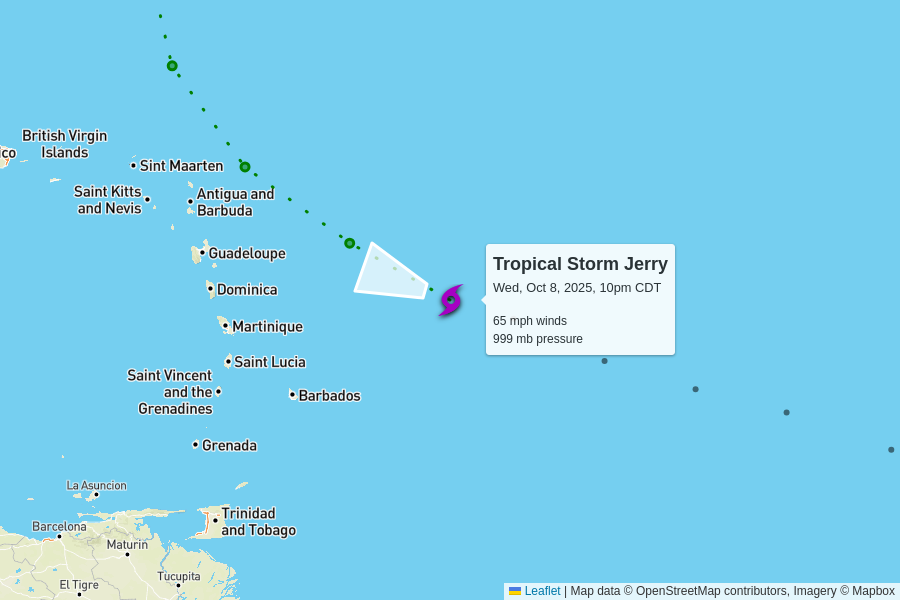 British Virgin
Islands
ico
Sint Maarten
Saint Kitts
and Nevis
Antigua and
Barbuda
Guadeloupe
Dominica
Martinique
Saint Lucia
Saint Vincent
and the
Grenadines
Barbados
Grenada
La Asuncion
Trinidad
and Tobago
Barcelona
Maturin
Tucupita
El Tigre
Tropical Storm Jerry
Wed, Oct 8, 2025, 10pm CDT
65 mph winds
999 mb pressure
Leaflet | Map data © OpenStreetMap contributors, Imagery © Mapbox